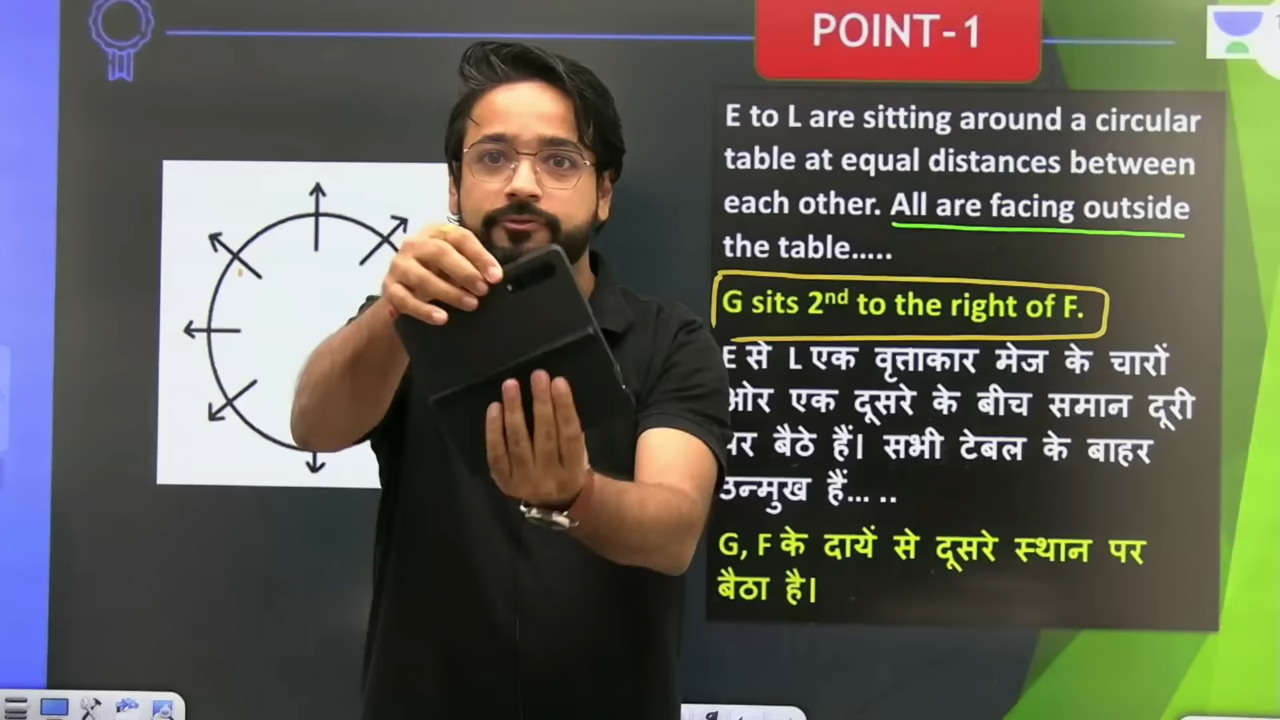 POINT-1
E to L are sitting around a circular
table at equal distances between
each other. All are facing outside
the table.....
G sits 2nd to the right of F.
E से L एक वृत्ताकार मेज के चारों
ओर एक दूसरे के बीच समान दूरी
पर बैठे हैं। सभी टेबल के बाहर
उन्मुख हैं... ..
G, F के दायें से दूसरे स्थान पर
बैठा है।